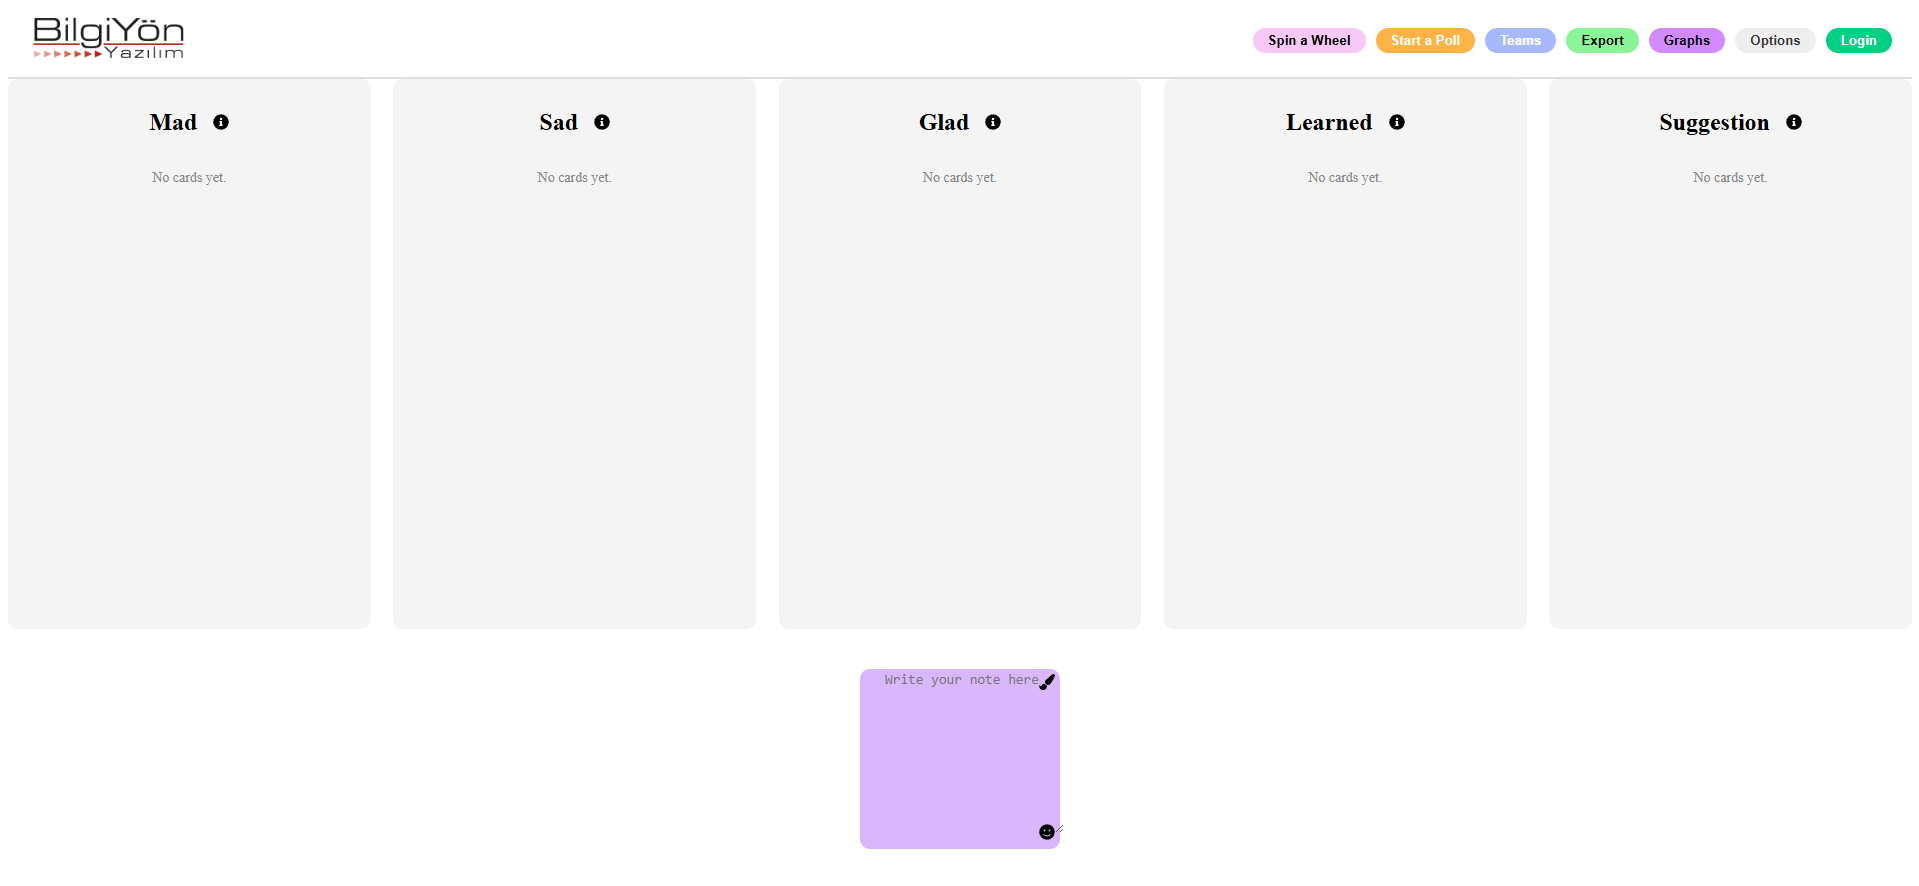 BilgiYön
Yazılım
Spin a Wheel Start a Poll Teams Export Graphs Options Login
Mad Sad Glad Learned Suggestion
No cards yet. No cards yet. No cards yet. No cards yet. No cards yet.
Write your note here